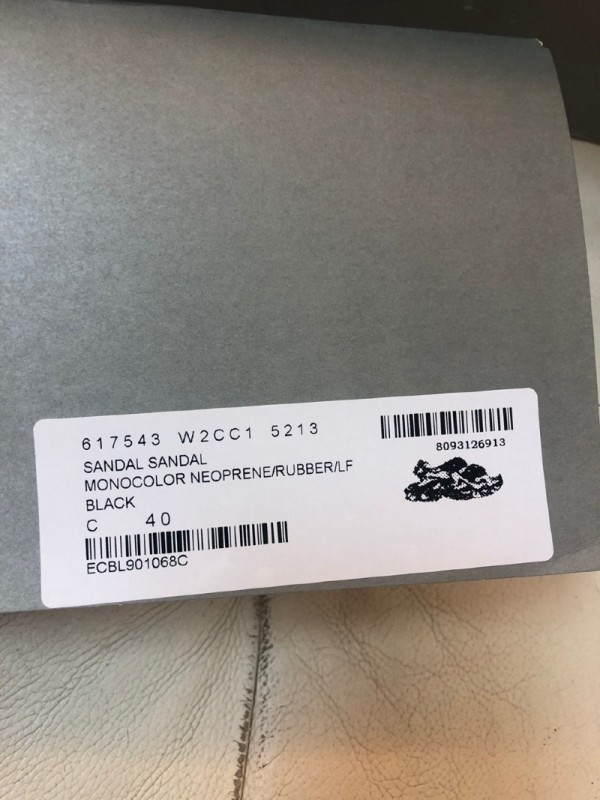 617543 W2CC1 5213
8093126913
SANDAL SANDAL
MONOCOLOR NEOPRENE/RUBBER/LF
BLACK
C 40
ECBL901068C